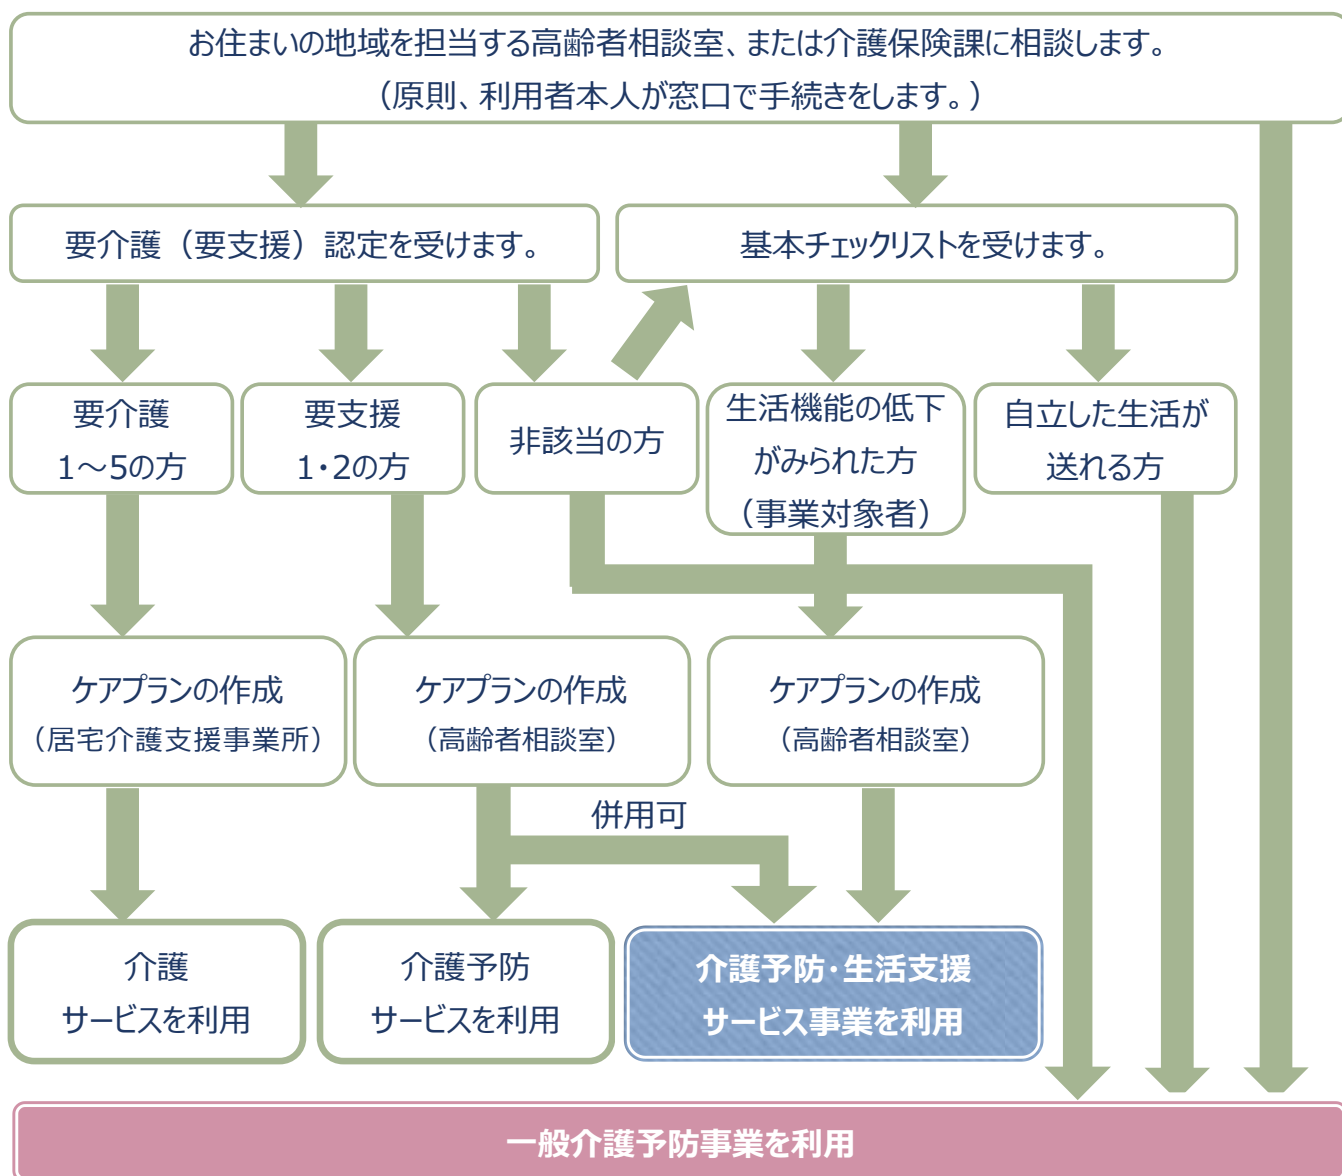 お住まいの地域を担当する高齢者相談室、または介護保険課に相談します。
（原則、利用者本人が窓口で手続きをします。）
要介護（要支援）認定を受けます。
基本チェックリストを受けます。
要介護
1～5の方
要支援
1・2の方
非該当の方
生活機能の低下
がみられた方
（事業対象者）
自立した生活が
送れる方
ケアプランの作成
（居宅介護支援事業所）
ケアプランの作成
（高齢者相談室）
ケアプランの作成
（高齢者相談室）
併用可
介護
サービスを利用
介護予防
サービスを利用
介護予防・生活支援
サービス事業を利用
一般介護予防事業を利用